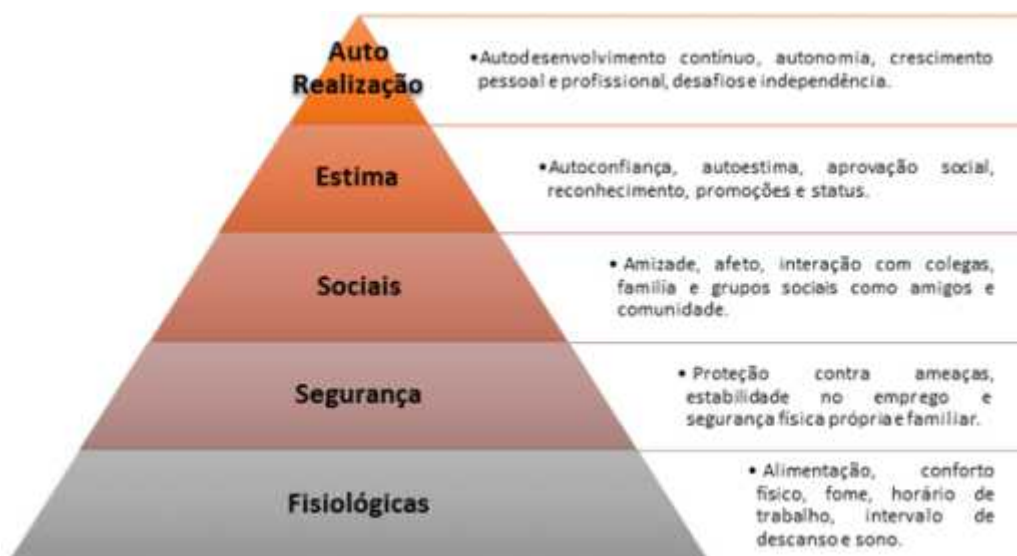 Auto
Realização
•Autodesenvolvimento contínuo, autonomia, crescimento
pessoal e profissional, desafios e independência.
Estima
•Autoconfiança, autoestima, aprovação social,
reconhecimento, promoções e status.
Sociais
• Amizade, afeto, interação com colegas,
família e grupos sociais como amigos e
comunidade.
Segurança
• Proteção contra ameaças,
estabilidade no emprego e
segurança física própria e familiar.
Fisiológicas
• Alimentação, conforto
físico, fome, horário de
trabalho, intervalo de
descanso e sono.